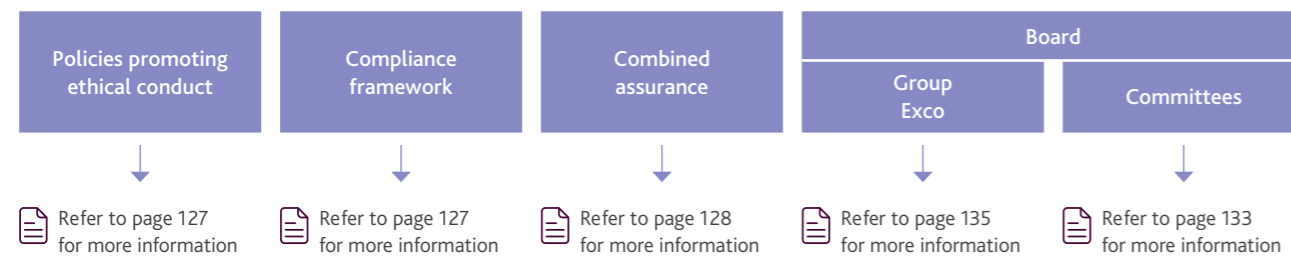 Policies promoting
ethical conduct
Compliance
framework
Combined
assurance
Board
Group
Exco
Committees
Refer to page 127
for more information
Refer to page 127
for more information
Refer to page 128
for more information
Refer to page 135
for more information
Refer to page 133
for more information